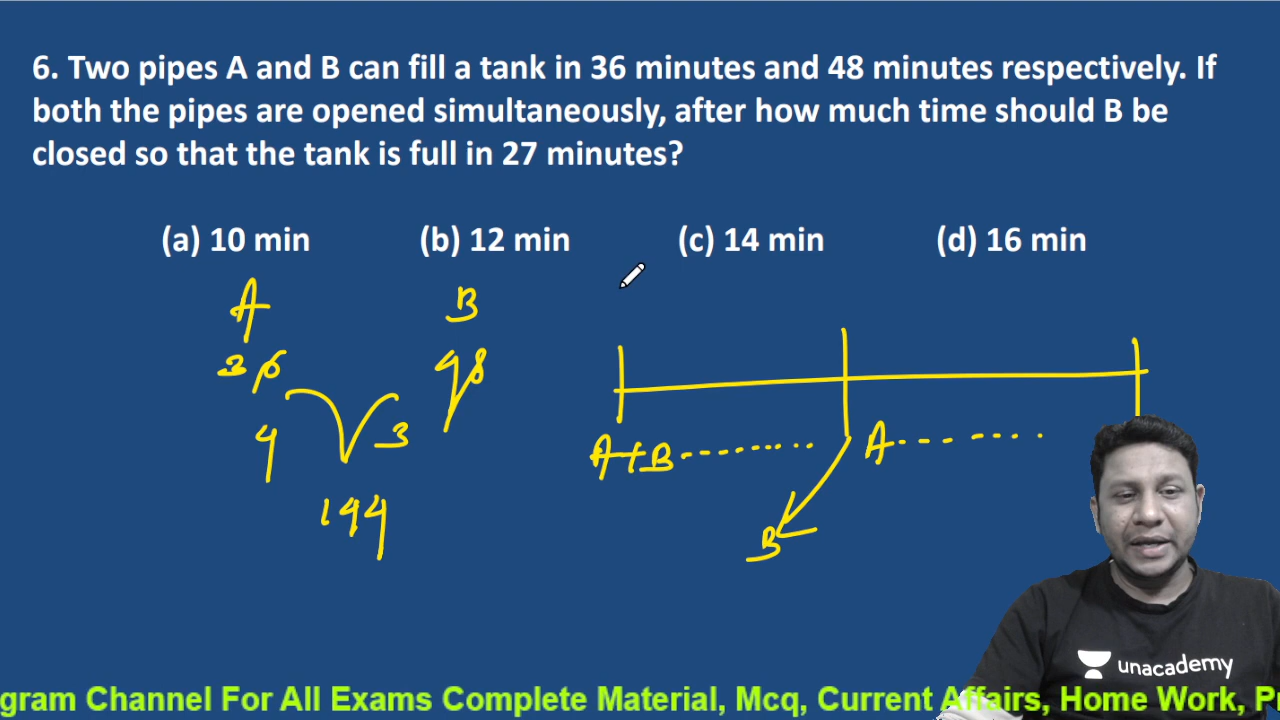 6. Two pipes A and B can fill a tank in 36 minutes and 48 minutes respectively. If
both the pipes are opened simultaneously, after how much time should B be
closed so that the tank is full in 27 minutes?
(a) 10 min (b) 12 min (c) 14 min (d) 16 min
A B
36 48
4 3
144
A+B A
B
unacademy
gram Channel For All Exams Complete Material, Mcq, Current Affairs, Home Work, P